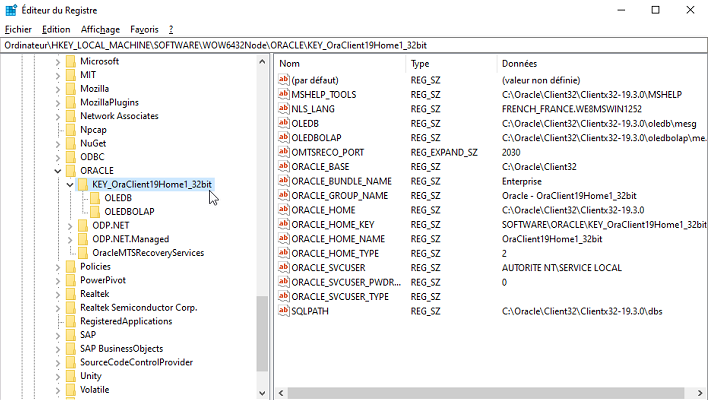 Éditeur du Registre
Fichier Edition Affichage Favoris ?
Ordinateur\HKEY_LOCAL_MACHINE\SOFTWARE\WOW6432Node\ORACLE\KEY_OraClient19Home1_32bit
Microsoft
MIT
Mozilla
MozillaPlugins
Network Associates
Npcap
NuGet
ODBC
ORACLE
KEY_OraClient19Home1_32bit
OLEDB
OLEDBOLAP
ODP.NET
ODP.NET.Managed
OracleMTSRecoveryServices
Policies
PowerPivot
Realtek
Realtek Semiconductor Corp.
RegisteredApplications
SAP
SAP BusinessObjects
SourceCodeControlProvider
Unity
Volatile
Nom Type Données
(par défaut) REG_SZ (valeur non définie)
MSHELP_TOOLS REG_SZ C:\Oracle\Client32\Clientx32-19.3.0\MSHELP
NLS_LANG REG_SZ FRENCH_FRANCE.WE8MSWIN1252
OLEDB REG_SZ C:\Oracle\Client32\Clientx32-19.3.0\oledb\mesg
OLEDBOLAP REG_SZ C:\Oracle\Client32\Clientx32-19.3.0\oledbolap\me...
OMTSRECO_PORT REG_EXPAND_SZ 2030
ORACLE_BASE REG_SZ C:\Oracle\Client32
ORACLE_BUNDLE_NAME REG_SZ Enterprise
ORACLE_GROUP_NAME REG_SZ Oracle - OraClient19Home1_32bit
ORACLE_HOME REG_SZ C:\Oracle\Client32\Clientx32-19.3.0
ORACLE_HOME_KEY REG_SZ SOFTWARE\ORACLE\KEY_OraClient19Home1_32bit
ORACLE_HOME_NAME REG_SZ OraClient19Home1_32bit
ORACLE_HOME_TYPE REG_SZ 2
ORACLE_SVCUSER REG_SZ AUTORITE NT\SERVICE LOCAL
ORACLE_SVCUSER_PWDR... REG_SZ 0
ORACLE_SVCUSER_TYPE REG_SZ
SQLPATH REG_SZ C:\Oracle\Client32\Clientx32-19.3.0\dbs